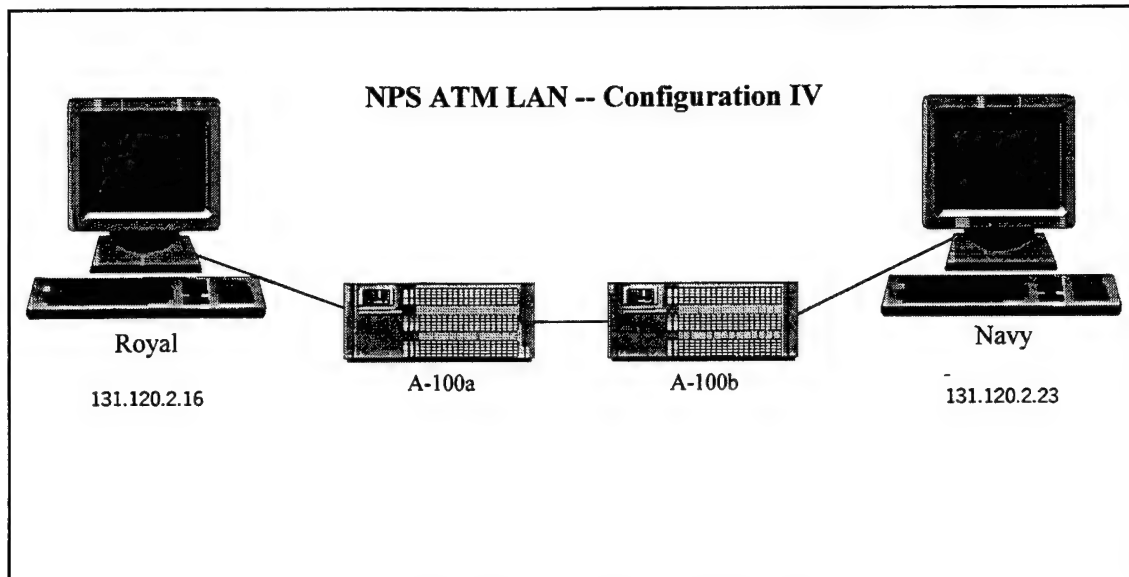 NPS ATM LAN -- Configuration IV
Royal
131.120.2.16
A-100a
A-100b
Navy
131.120.2.23